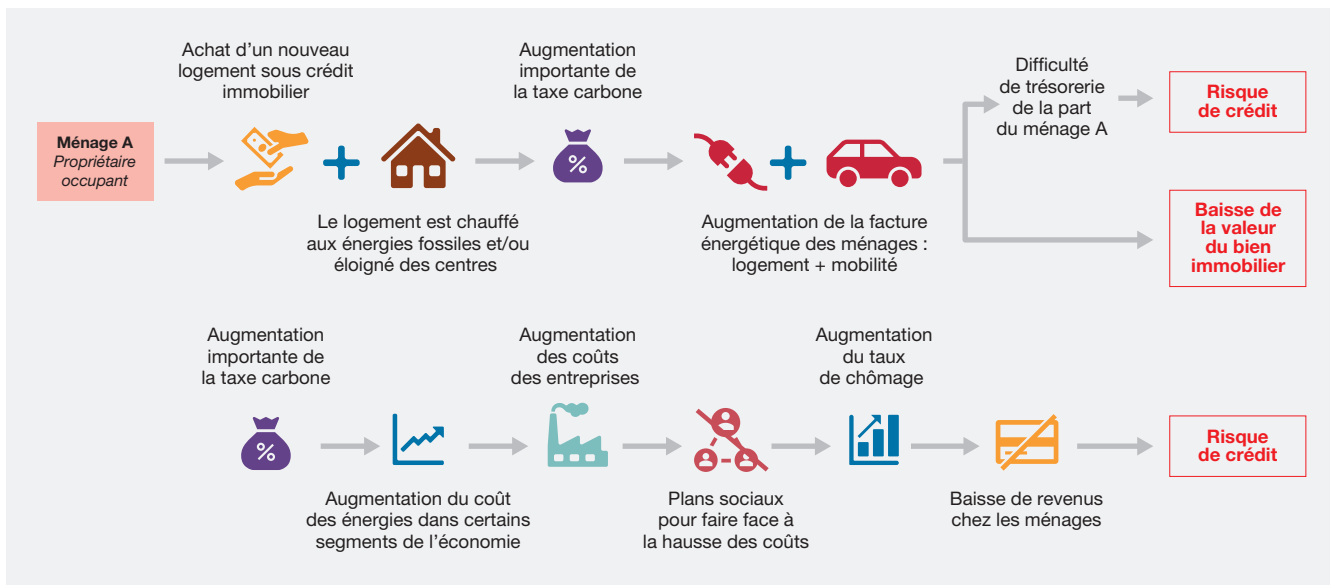 Achat d'un nouveau
logement sous crédit
immobilier
Augmentation
importante de
la taxe carbone
Difficulté
de trésorerie
de la part
du ménage A
Risque
de crédit
Ménage A
Propriétaire
occupant
%
Le logement est chauffé
aux énergies fossiles et/ou
éloigné des centres
Augmentation de la facture
énergétique des ménages :
logement + mobilité
Baisse de
la valeur
du bien
immobilier
Augmentation
importante de
la taxe carbone
Augmentation
des coûts
des entreprises
Augmentation
du taux
de chômage
%
Risque
de crédit
Augmentation du coût
des énergies dans certains
segments de l'économie
Plans sociaux
pour faire face à
la hausse des coûts
Baisse de revenus
chez les ménages